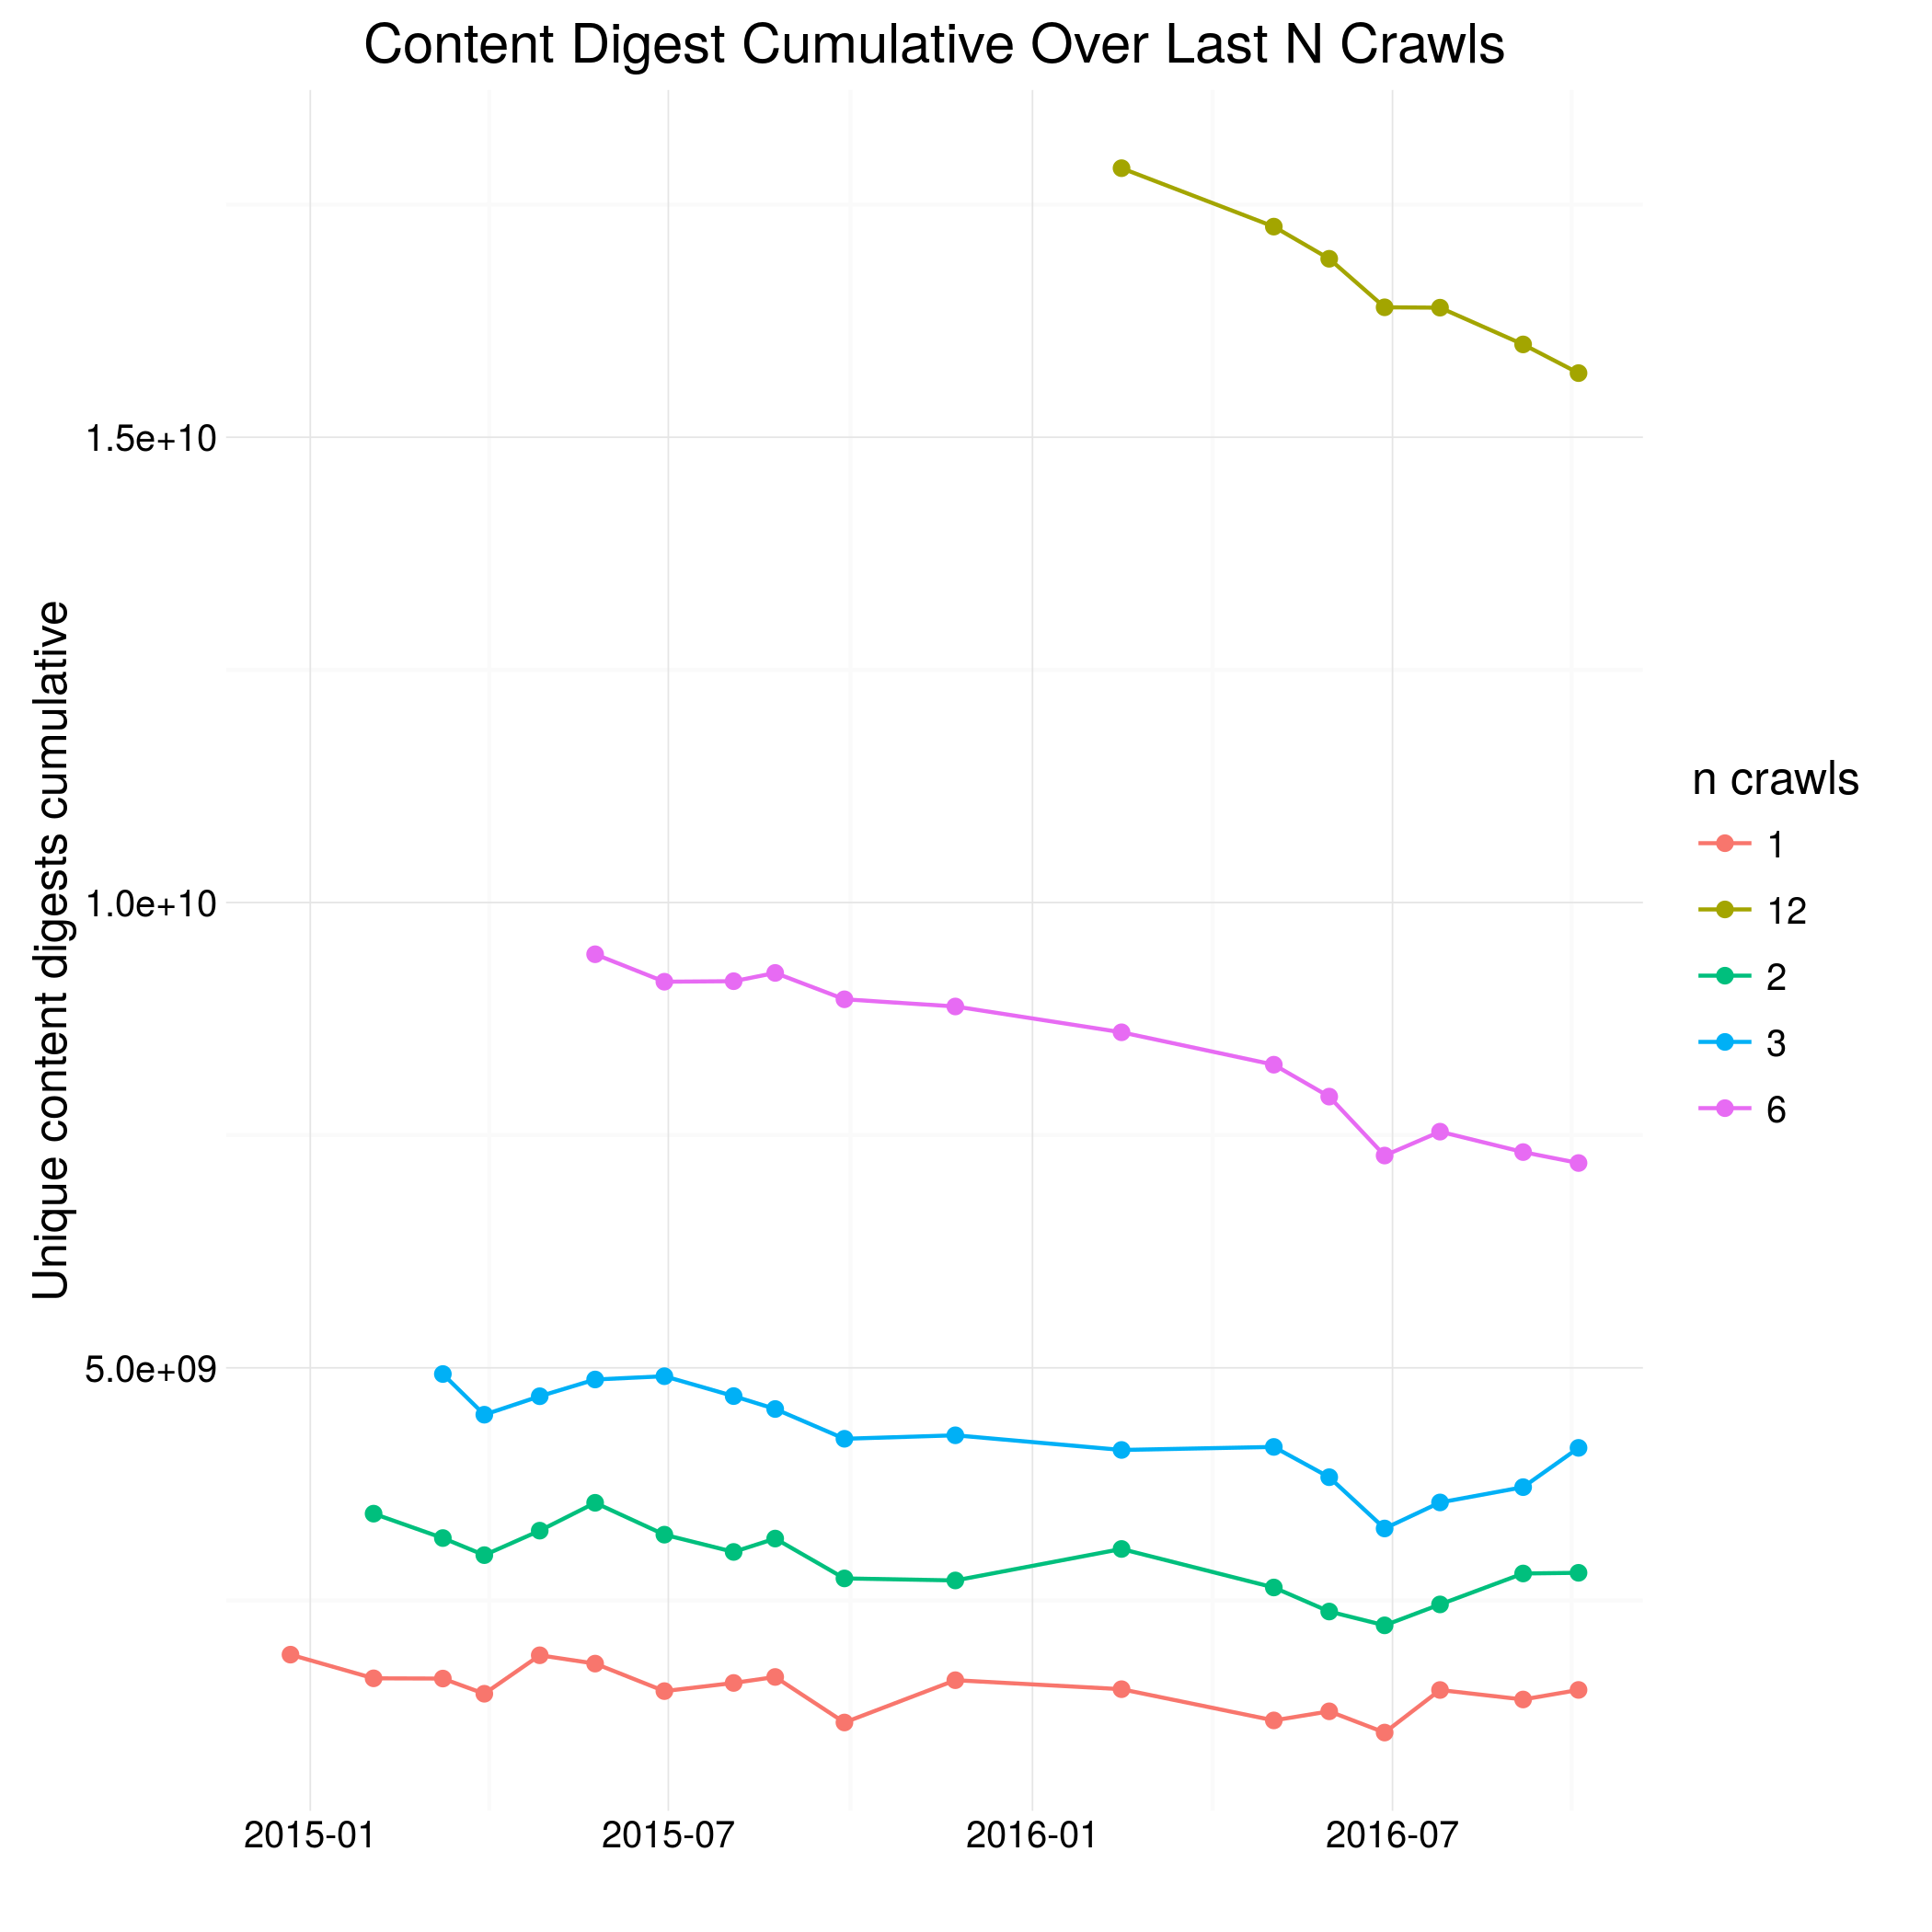 Content Digest Cumulative Over Last N Crawls
Unique content digests cumulative
1.5e+10
1.0e+10
5.0e+09
2015-01
2015-07
2016-01
2016-07
n crawls
1
12
2
3
6